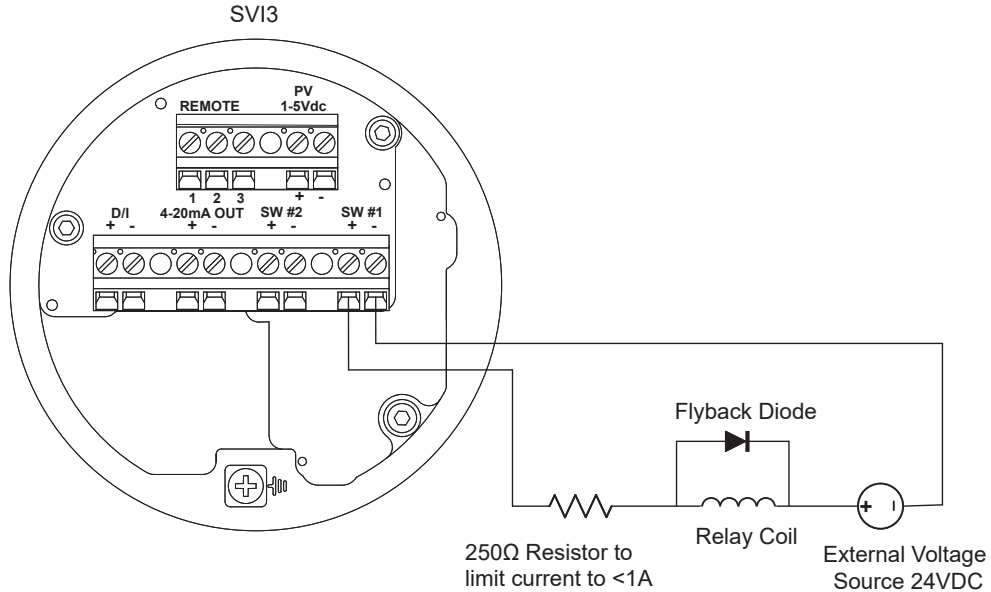 SVI3
PV
REMOTE 1-5Vdc
1 2 3 + -
D/I 4-20mA OUT SW #2 SW #1
+ - + - + - + -
Flyback Diode
Relay Coil
+ -
250Ω Resistor to
limit current to <1A
External Voltage
Source 24VDC